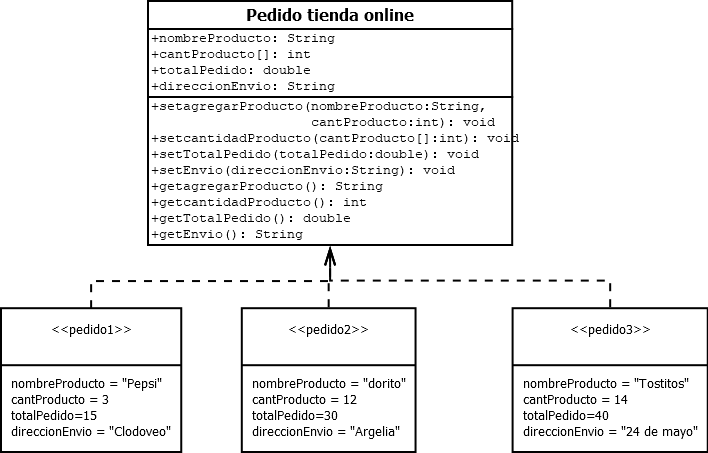 Pedido tienda online
+nombreProducto: String
+cantProducto[]: int
+totalPedido: double
+direccionEnvio: String
+setagregarProducto(nombreProducto:String,
cantProducto:int): void
+setcantidadProducto(cantProducto[]:int): void
+setTotalPedido(totalPedido:double): void
+setEnvio(direccionEnvio:String): void
+getagregarProducto(): String
+getcantidadProducto(): int
+getTotalPedido(): double
+getEnvio(): String
<<pedido1>>
nombreProducto = "Pepsi"
cantProducto = 3
totalPedido=15
direccionEnvio = "Clodoveo"
<<pedido2>>
nombreProducto = "dorito"
cantProducto = 12
totalPedido=30
direccionEnvio = "Argelia"
<<pedido3>>
nombreProducto = "Tostitos"
cantProducto = 14
totalPedido=40
direccionEnvio = "24 de mayo"